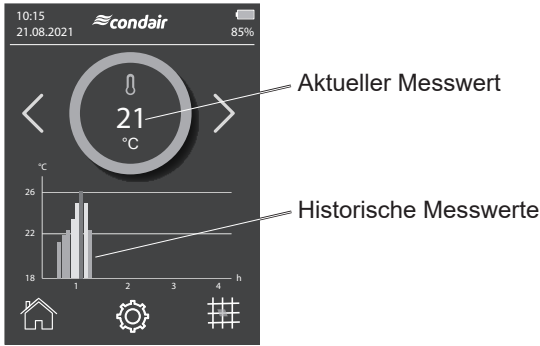 10:15
21.08.2021
condair
85%
Aktueller Messwert
21
°C
°C
26
22
18
1 2 3 4 h
Historische Messwerte